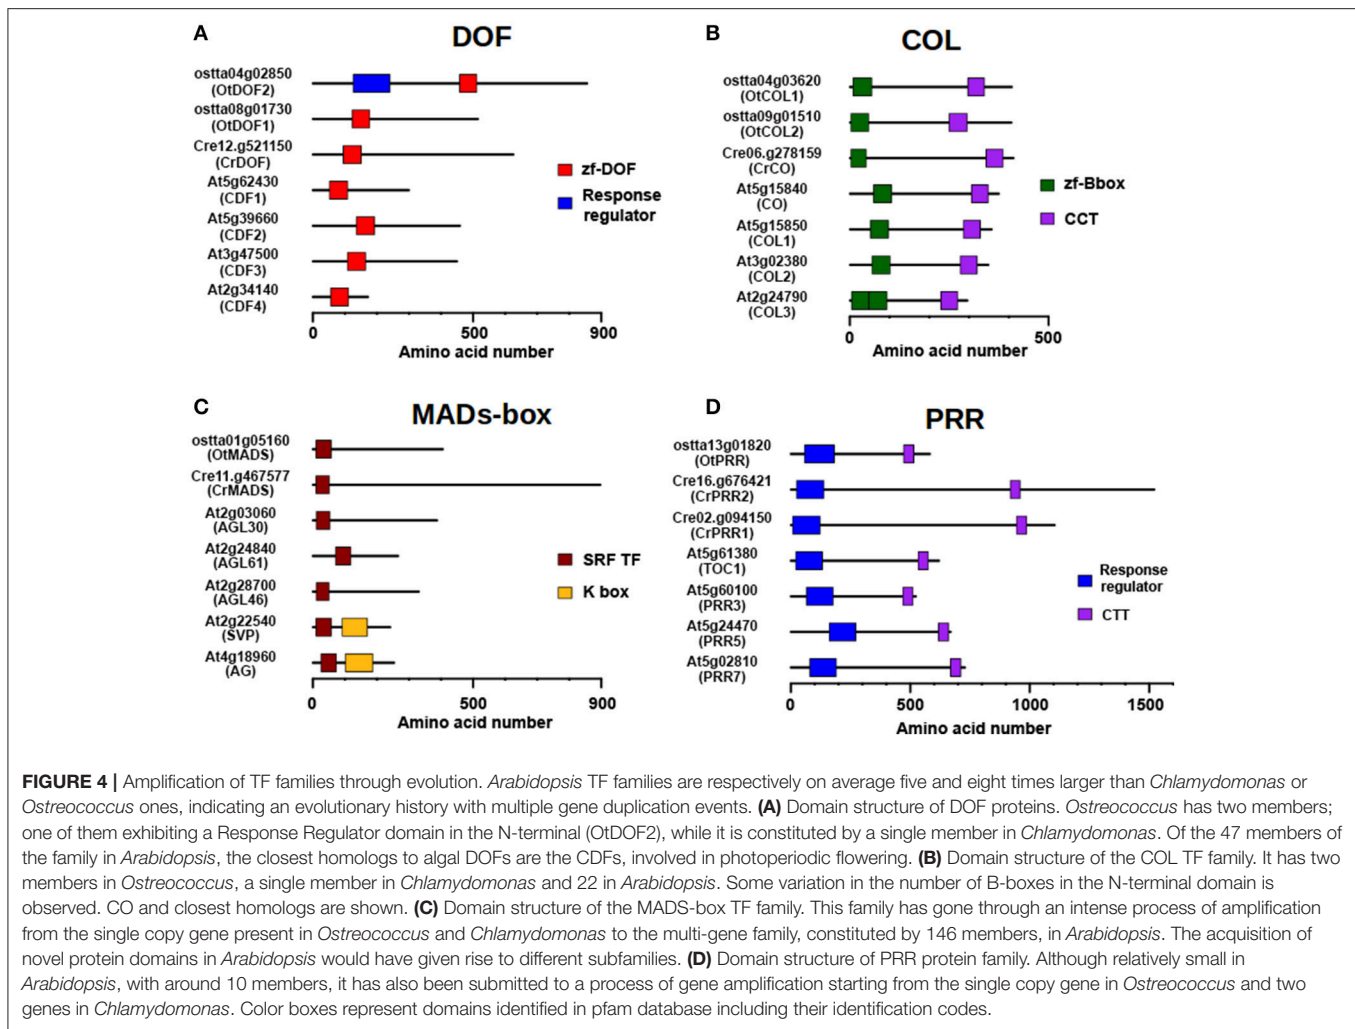 A
DOF
ostta04g02850
(OtDOF2)
ostta08g01730
(OtDOF1)
Cre12.g521150
(CrDOF)
At5g62430
(CDF1)
At5g39660
(CDF2)
At3g47500
(CDF3)
At2g34140
(CDF4)
zf-DOF
Response
regulator
0 500 900
Amino acid number
B
COL
ostta04g03620
(OtCOL1)
ostta09g01510
(OtCOL2)
Cre06.g278159
(CrCO)
At5g15840
(CO)
At5g15850
(COL1)
At3g02380
(COL2)
At2g24790
(COL3)
zf-Bbox
CCT
0 500
Amino acid number
C
MADs-box
ostta01g05160
(OtMADS)
Cre11.g467577
(CrMADS)
At2g03060
(AGL30)
At2g24840
(AGL61)
At2g28700
(AGL46)
At2g22540
(SVP)
At4g18960
(AG)
SRF TF
K box
0 500 900
Amino acid number
D
PRR
ostta13g01820
(OtPRR)
Cre16.g676421
(CrPRR2)
Cre02.g094150
(CrPRR1)
At5g61380
(TOC1)
At5g60100
(PRR3)
At5g24470
(PRR5)
At5g02810
(PRR7)
Response
regulator
CTT
0 500 1000 1500
Amino acid number
FIGURE 4 | Amplification of TF families through evolution. Arabidopsis TF families are respectively on average five and eight times larger than Chlamydomonas or
Ostreococcus ones, indicating an evolutionary history with multiple gene duplication events. (A) Domain structure of DOF proteins. Ostreococcus has two members;
one of them exhibiting a Response Regulator domain in the N-terminal (OtDOF2), while it is constituted by a single member in Chlamydomonas. Of the 47 members of
the family in Arabidopsis, the closest homologs to algal DOFs are the CDFs, involved in photoperiodic flowering. (B) Domain structure of the COL TF family. It has two
members in Ostreococcus, a single member in Chlamydomonas and 22 in Arabidopsis. Some variation in the number of B-boxes in the N-terminal domain is
observed. CO and closest homologs are shown. (C) Domain structure of the MADS-box TF family. This family has gone through an intense process of amplification
from the single copy gene present in Ostreococcus and Chlamydomonas to the multi-gene family, constituted by 146 members, in Arabidopsis. The acquisition of
novel protein domains in Arabidopsis would have given rise to different subfamilies. (D) Domain structure of PRR protein family. Although relatively small in
Arabidopsis, with around 10 members, it has also been submitted to a process of gene amplification starting from the single copy gene in Ostreococcus and two
genes in Chlamydomonas. Color boxes represent domains identified in pfam database including their identification codes.